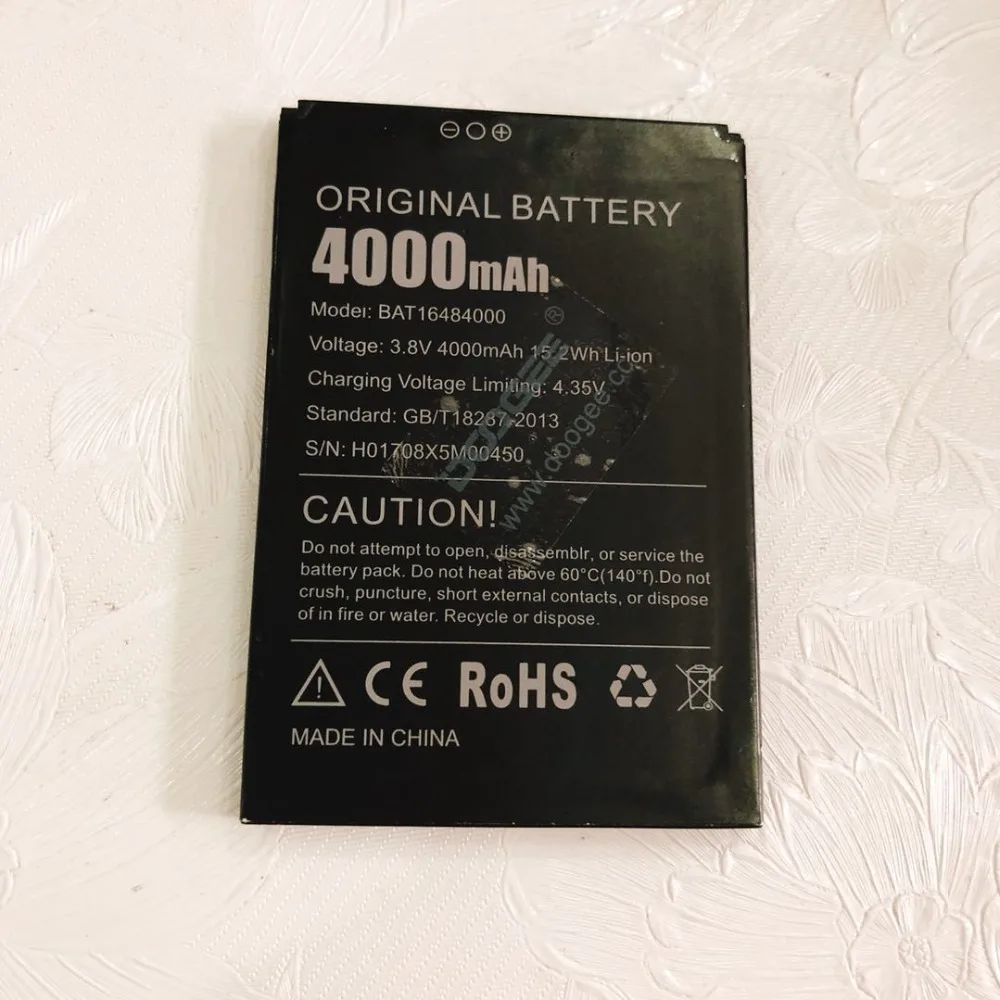 ORIGINAL BATTERY
4000mAh
Model: BAT16484000
Voltage: 3.8V 4000mAh 15.2Wh Li-ion
Charging Voltage Limiting: 4.35V
Standard: GB/T18287-2013
S/N: H01708X5M00450
DOOGEE®
www.doogee.cc
CAUTION!
Do not attempt to open, disassemblr, or service the
battery pack. Do not heat above 60°C(140°f).Do not
crush, puncture, short external contacts, or dispose
of in fire or water. Recycle or dispose.
CE RoHS
MADE IN CHINA